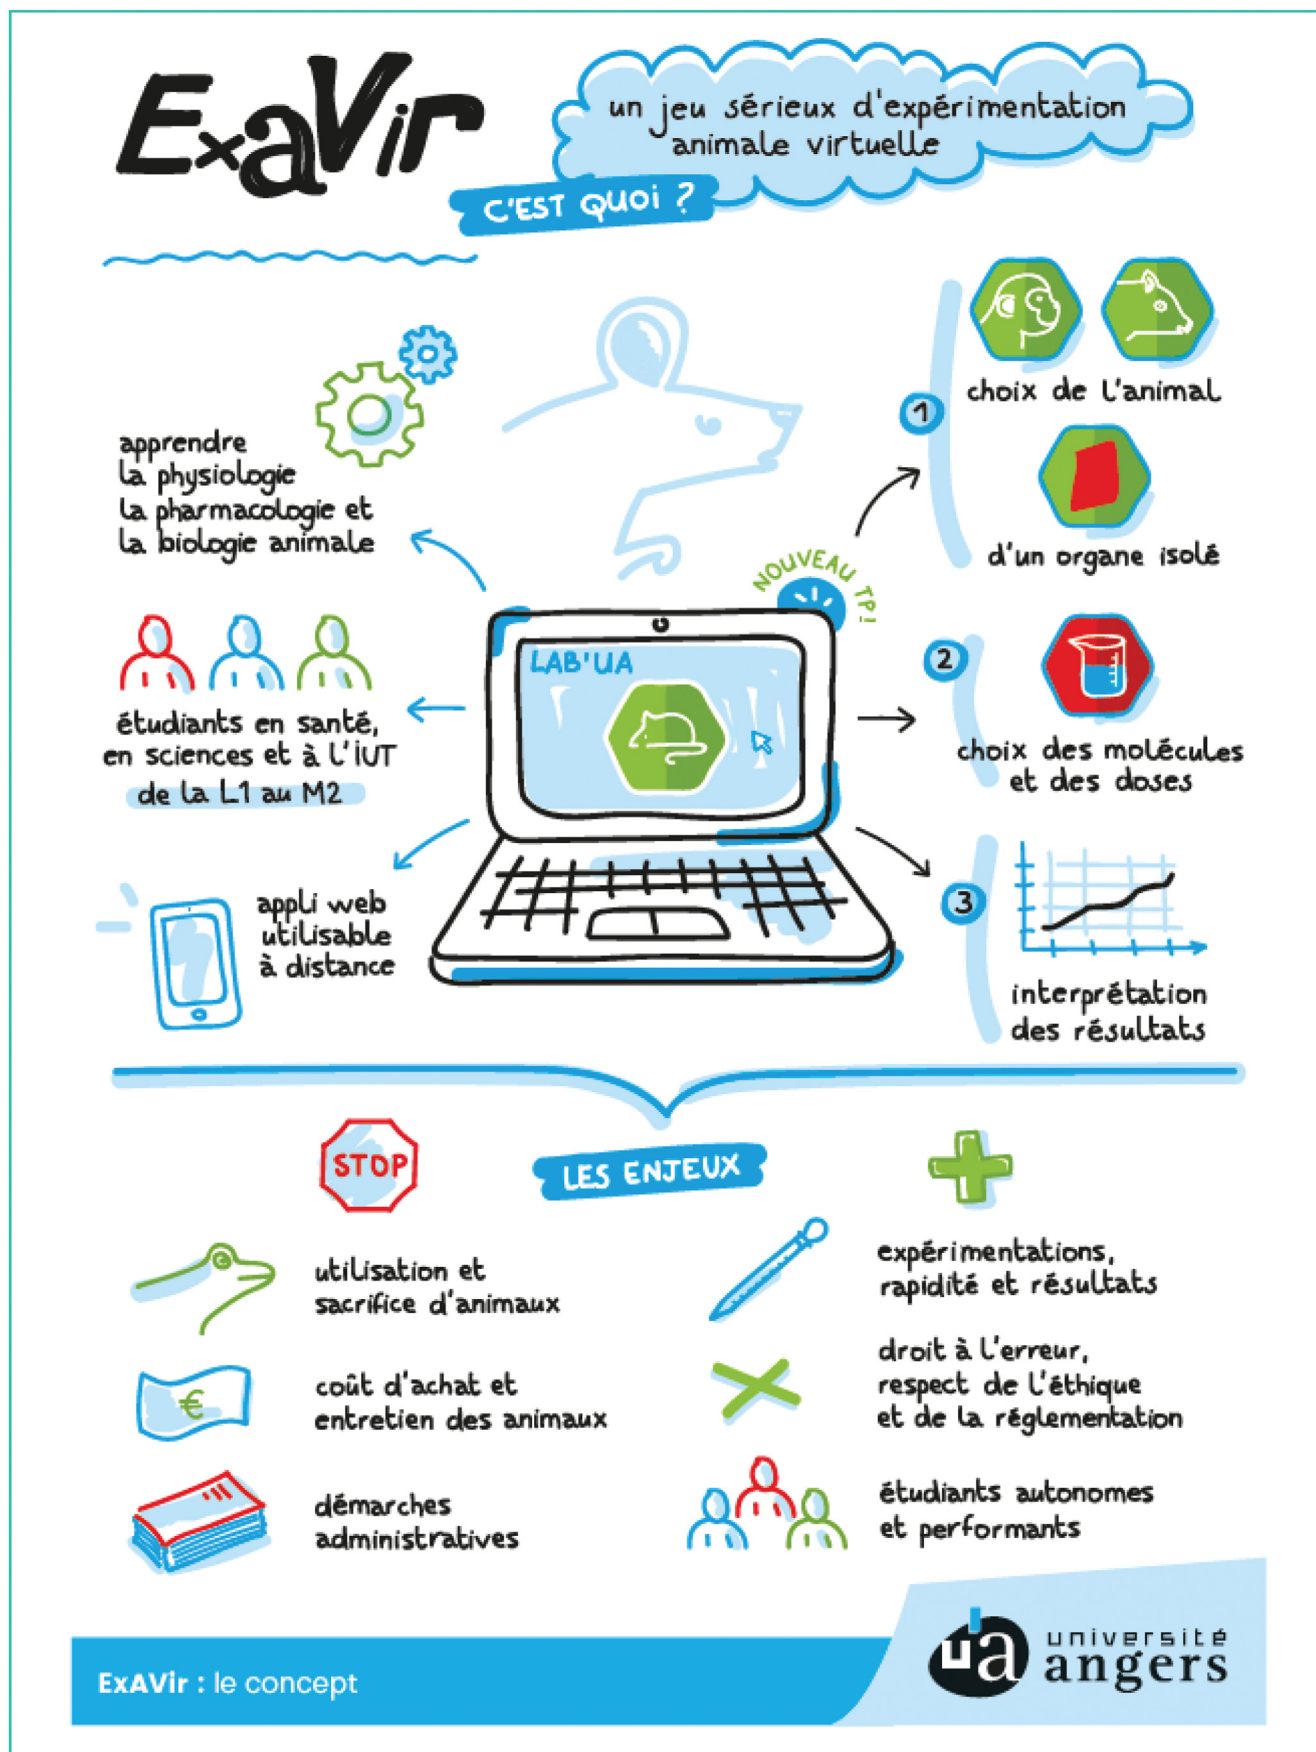 ExaVir
un jeu sérieux d'expérimentation
animale virtuelle
C'EST QUOI ?
apprendre
la physiologie
la pharmacologie et
la biologie animale
étudiants en santé,
en sciences et à l'IUT
de la L1 au M2
appli web
utilisable
à distance
NOUVEAU TP!
LAB'UA
1
choix de l'animal
d'un organe isolé
2
choix des molécules
et des doses
3
interprétation
des résultats
LES ENJEUX
STOP
utilisation et
sacrifice d'animaux
€
coût d'achat et
entretien des animaux
démarches
administratives
expérimentations,
rapidité et résultats
droit à l'erreur,
respect de l'éthique
et de la réglementation
étudiants autonomes
et performants
ExAVir : le concept
ua
université
angers